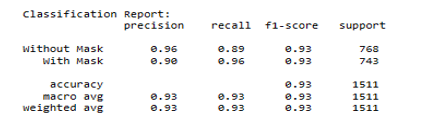 Classification Report:
precision recall f1-score support
Without Mask 0.96 0.89 0.93 768
With Mask 0.90 0.96 0.93 743
accuracy 0.93 1511
macro avg 0.93 0.93 0.93 1511
weighted avg 0.93 0.93 0.93 1511